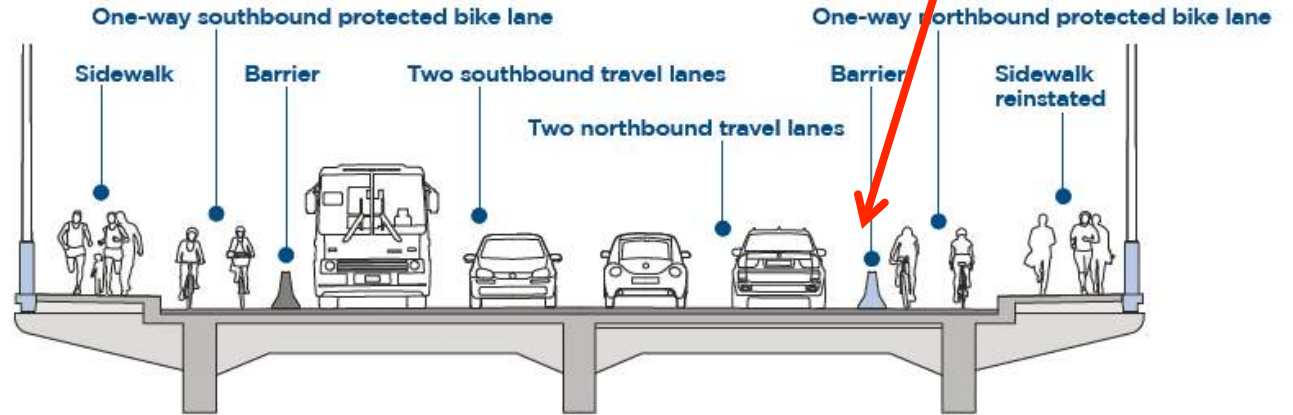 One-way southbound protected bike lane
One-way northbound protected bike lane
Sidewalk
Barrier
Two southbound travel lanes
Barrier
Sidewalk
reinstated
Two northbound travel lanes